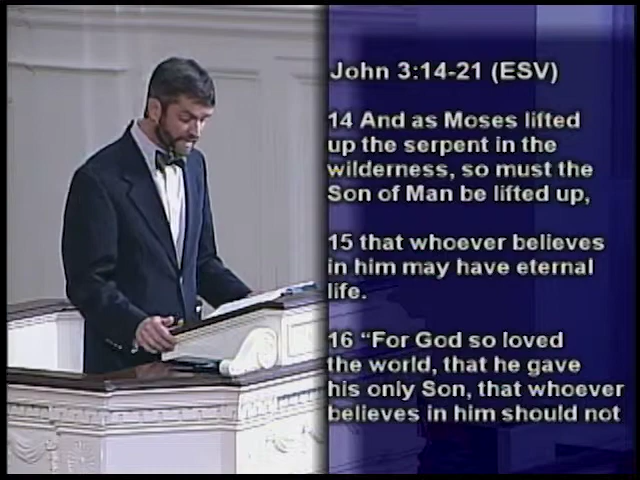 John 3:14-21 (ESV)
14 And as Moses lifted
up the serpent in the
wilderness, so must the
Son of Man be lifted up,
15 that whoever believes
in him may have eternal
life.
16 “For God so loved
the world, that he gave
his only Son, that whoever
believes in him should not